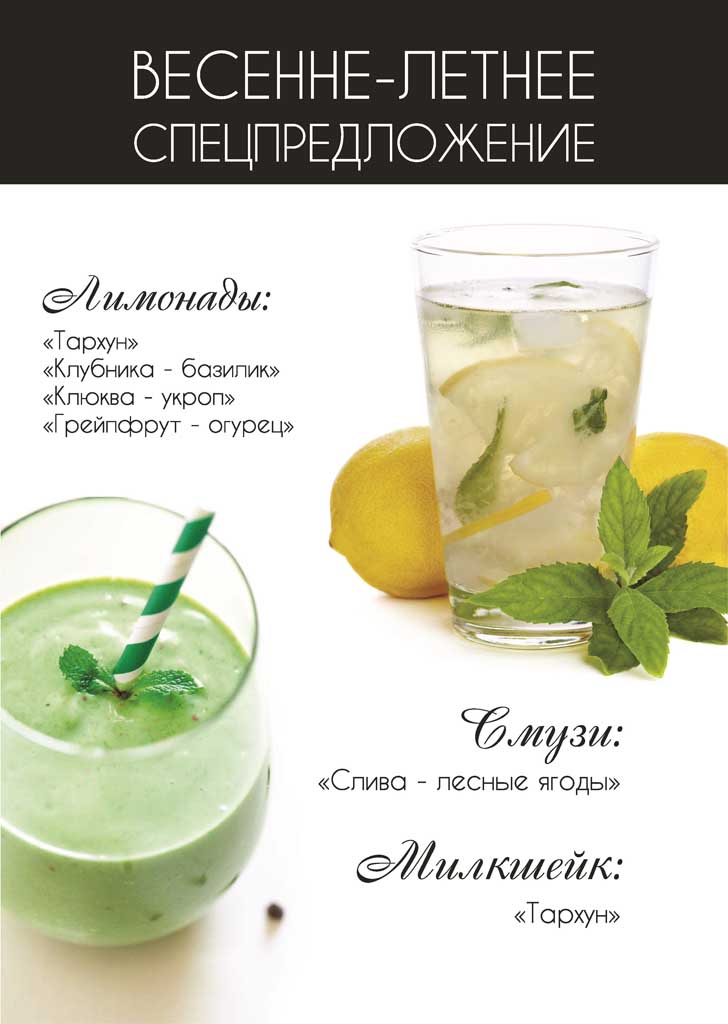 ВЕСЕННЕ-ЛЕТНЕЕ
СПЕЦПРЕДЛОЖЕНИЕ
Лимонады:
«Тархун»
«Клубника - базилик»
«Клюква - укроп»
«Грейпфрут - огурец»
Смузи:
«Слива - лесные ягоды»
Милкшейк:
«Тархун»